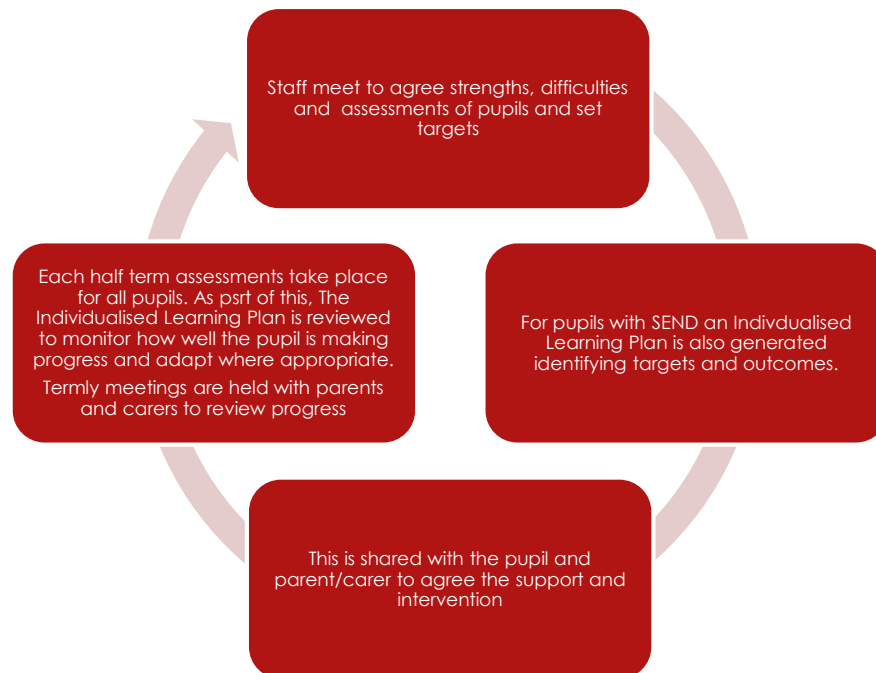 Staff meet to agree strengths, difficulties
and assessments of pupils and set
targets
For pupils with SEND an Indivdualised
Learning Plan is also generated
identifying targets and outcomes.
This is shared with the pupil and
parent/carer to agree the support and
intervention
Each half term assessments take place
for all pupils. As psrt of this, The
Individualised Learning Plan is reviewed
to monitor how well the pupil is making
progress and adapt where appropriate.
Termly meetings are held with parents
and carers to review progress